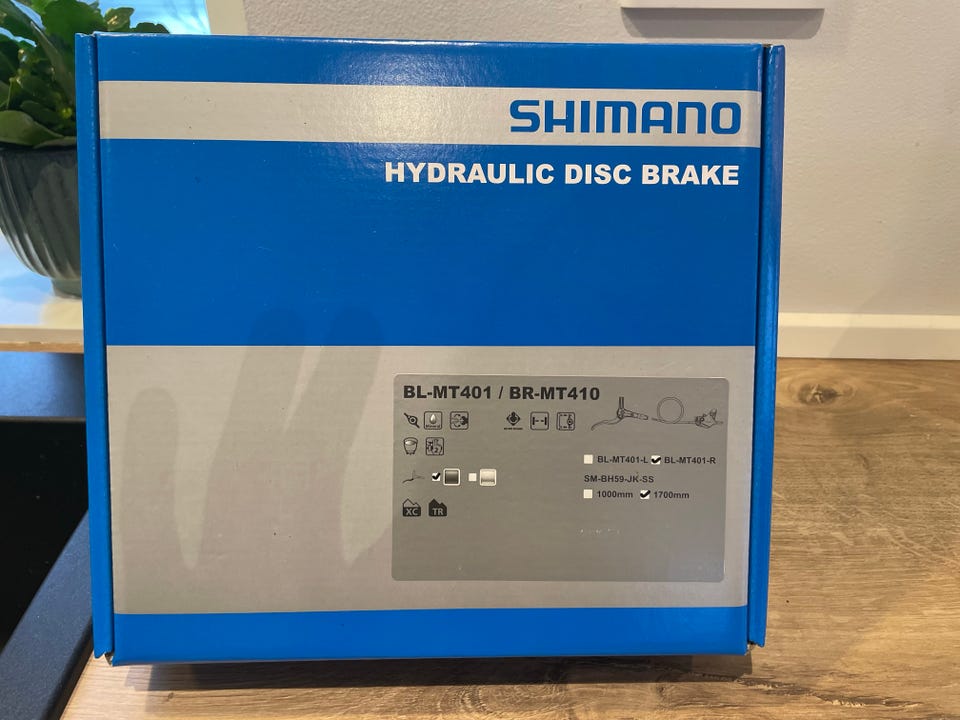 SHIMANO
HYDRAULIC DISC BRAKE
BL-MT401 / BR-MT410
BL-MT401-L BL-MT401-R
SM-BH59-JK-SS
1000mm 1700mm
XC TR